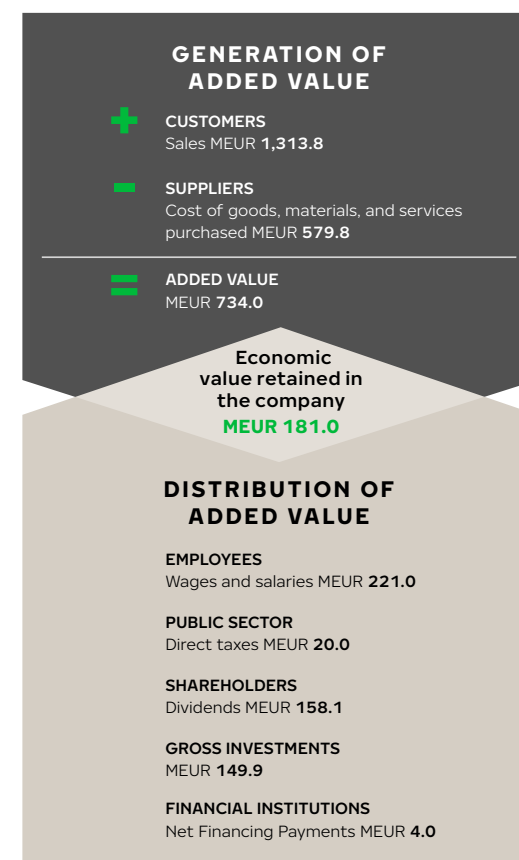 GENERATION OF
ADDED VALUE
+ CUSTOMERS
Sales MEUR 1,313.8
- SUPPLIERS
Cost of goods, materials, and services
purchased MEUR 579.8
= ADDED VALUE
MEUR 734.0
Economic
value retained in
the company
MEUR 181.0
DISTRIBUTION OF
ADDED VALUE
EMPLOYEES
Wages and salaries MEUR 221.0
PUBLIC SECTOR
Direct taxes MEUR 20.0
SHAREHOLDERS
Dividends MEUR 158.1
GROSS INVESTMENTS
MEUR 149.9
FINANCIAL INSTITUTIONS
Net Financing Payments MEUR 4.0